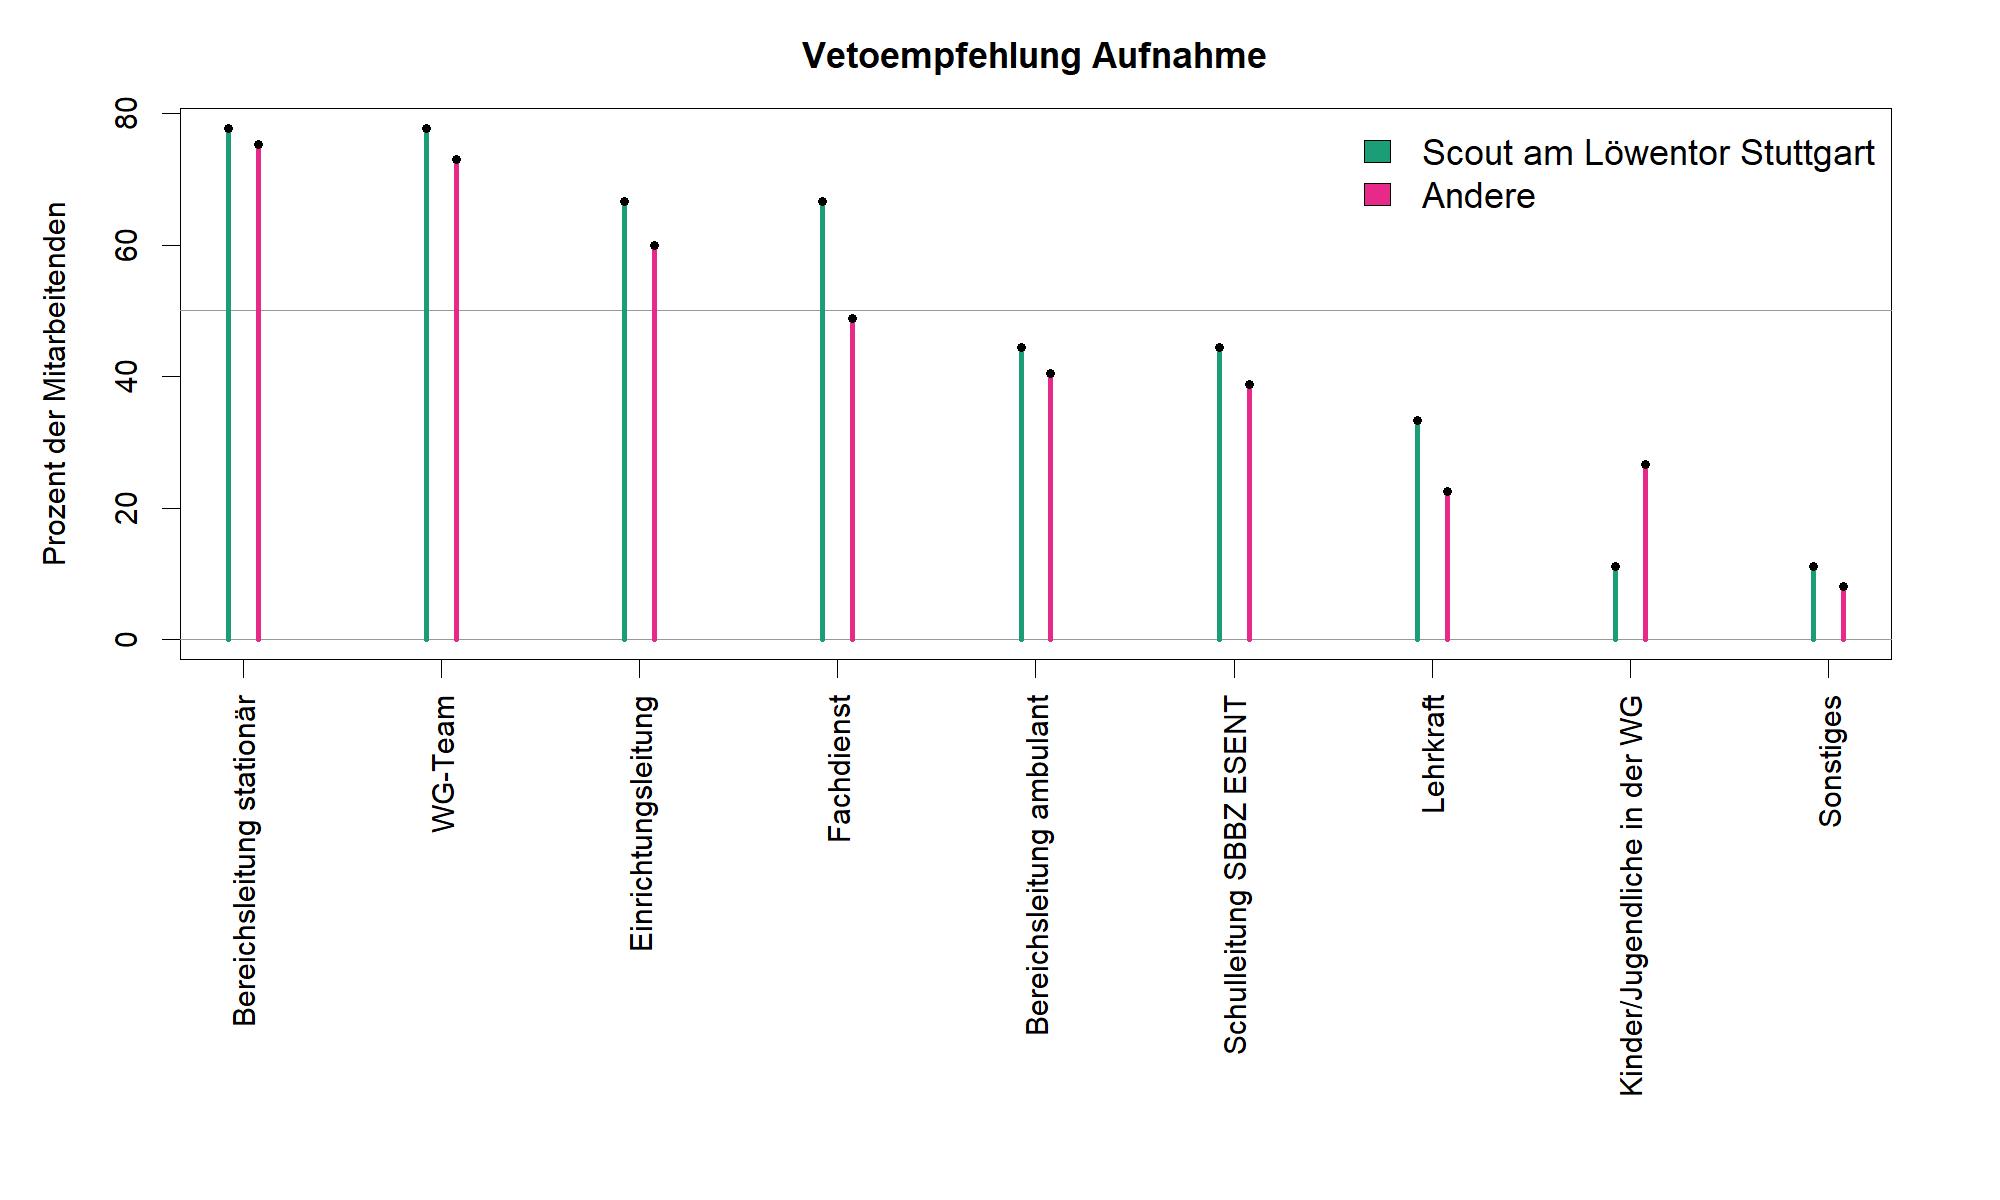 Vetoempfehlung Aufnahme
Prozent der Mitarbeitenden
80
60
40
20
0
Scout am Löwentor Stuttgart
Andere
Bereichsleitung stationär
WG-Team
Einrichtungsleitung
Fachdienst
Bereichsleitung ambulant
Schulleitung SBBZ ESENT
Lehrkraft
Kinder/Jugendliche in der WG
Sonstiges